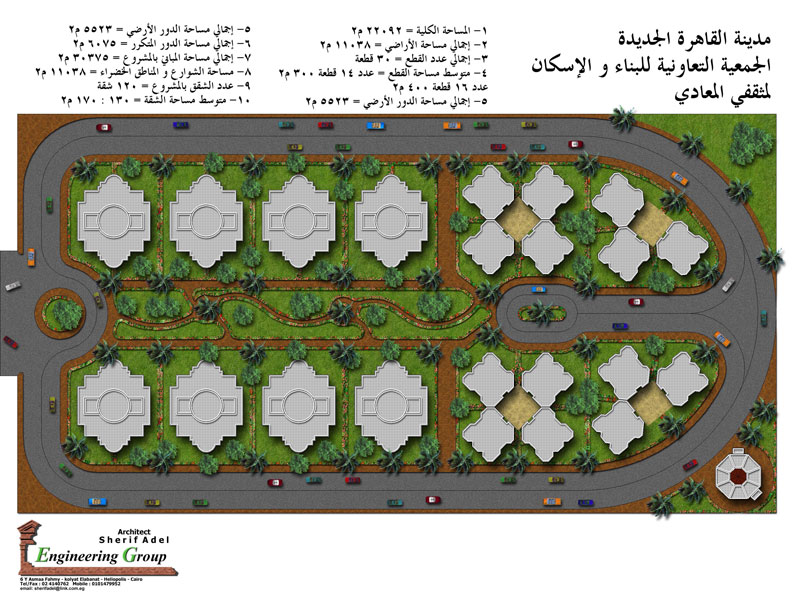 مدينة القاهرة الجديدة
الجمعية التعاونية للبناء و الإسكان
لمثقفي المعادي
١- المساحة الكلية = ٢٢٠٩٢ م٢
٢- إجمالي مساحة الأراضي = ١١٠٣٨ م٢
٣- إجمالي عدد القطع = ٣٠ قطعة
٤- متوسط مساحة القطع = عدد ١٤ قطعة ٣٠٠ م٢
عدد ١٦ قطعة ٤٠٠ م٢
٥- إجمالي مساحة الدور الأرضي = ٥٥٢٣ م٢
٥- إجمالي مساحة الدور الأرضي = ٥٥٢٣ م٢
٦- إجمالي مساحة الدور المتكرر = ٦٠٧٥ م٢
٧- إجمالي مساحة المباني بالمشروع = ٣٠٣٧٥ م٢
٨- مساحة الشوارع و المناطق الخضراء = ١١٠٣٨ م٢
٩- عدد الشقق بالمشروع = ١٢٠ شقة
١٠- متوسط مساحة الشقة = ١٣٠ : ١٧٠ م٢
Architect
Sherif Adel
Engineering Group
6 Y Asmaa Fahmy - kolyat Elabanat - Heliopolis - Cairo
Tel/Fax : 02 4140762 Mobile : 0101479952
email: sherifadel@link.com.eg